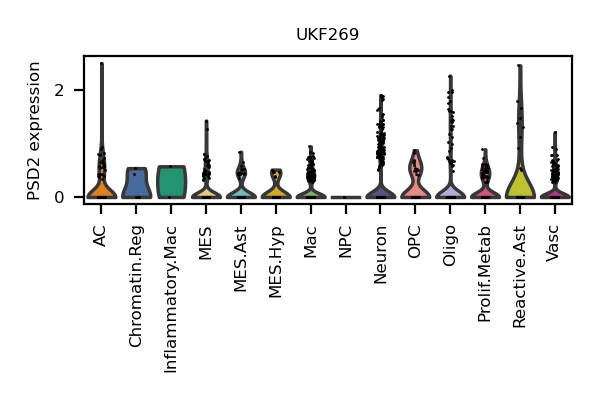 UKF269
PSD2 expression
2
0
AC
Chromatin.Reg
Inflammatory.Mac
MES
MES.Ast
MES.Hyp
Mac
NPC
Neuron
OPC
Oligo
Prolif.Metab
Reactive.Ast
Vasc